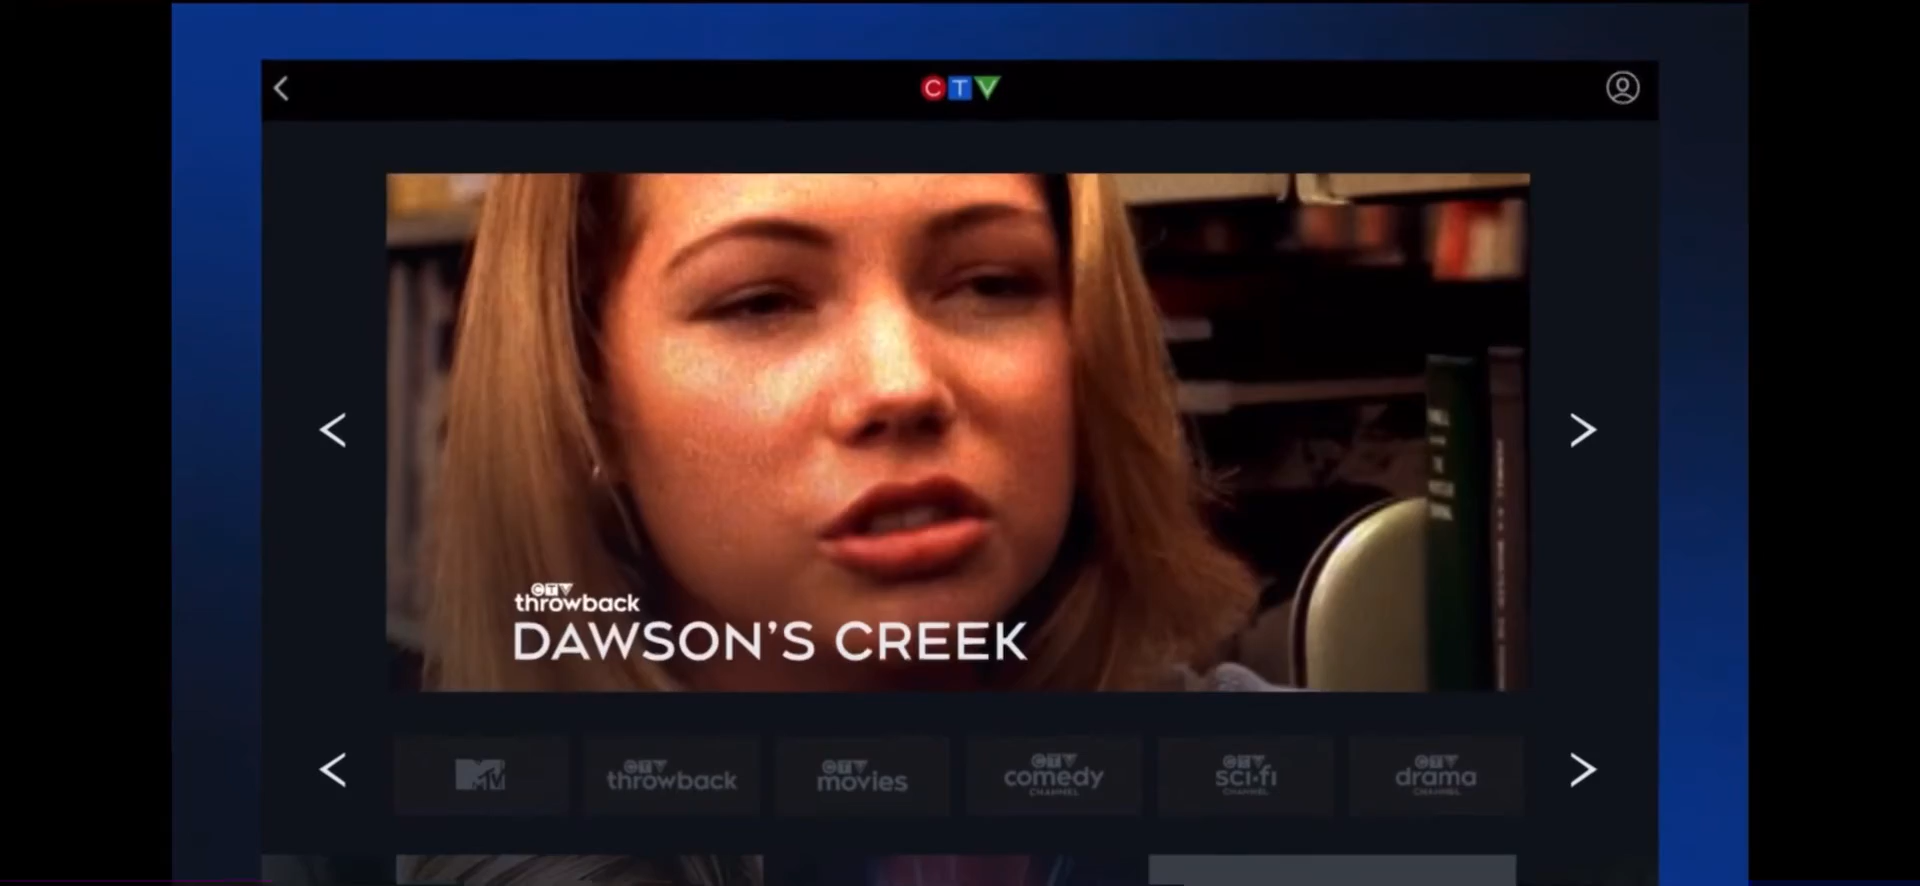 CTV
CTV
throwback
DAWSON'S CREEK
MTV
CTV
throwback
CTV
movies
CTV
comedy
CHANNEL
CTV
sci-fi
CHANNEL
CTV
drama
CHANNEL